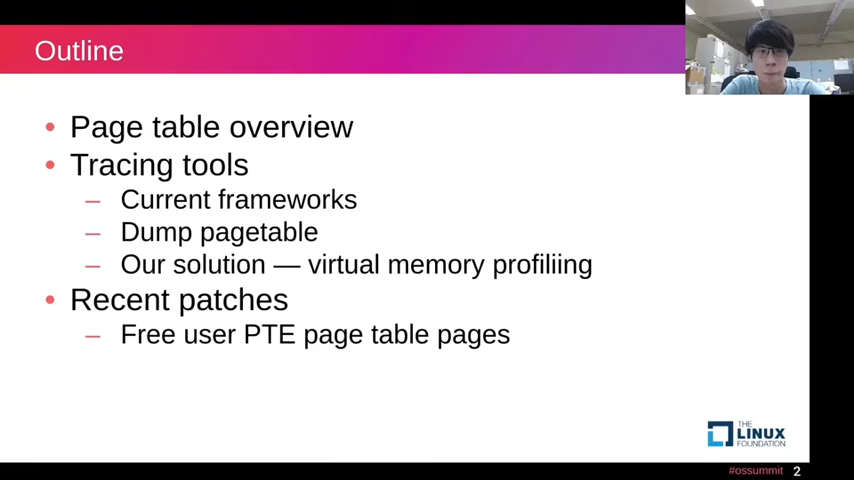 Outline
• Page table overview
• Tracing tools
– Current frameworks
– Dump pagetable
– Our solution — virtual memory profiliing
• Recent patches
– Free user PTE page table pages
THE
LINUX
FOUNDATION
#ossummit 2